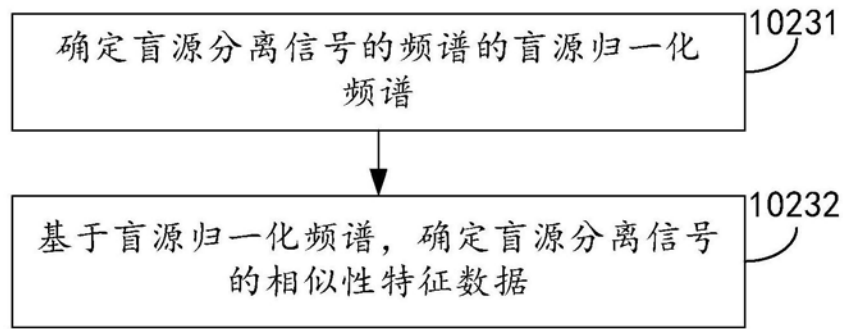 确定盲源分离信号的频谱的盲源归一化
频谱
10231
基于盲源归一化频谱，确定盲源分离信号
的相似性特征数据
10232